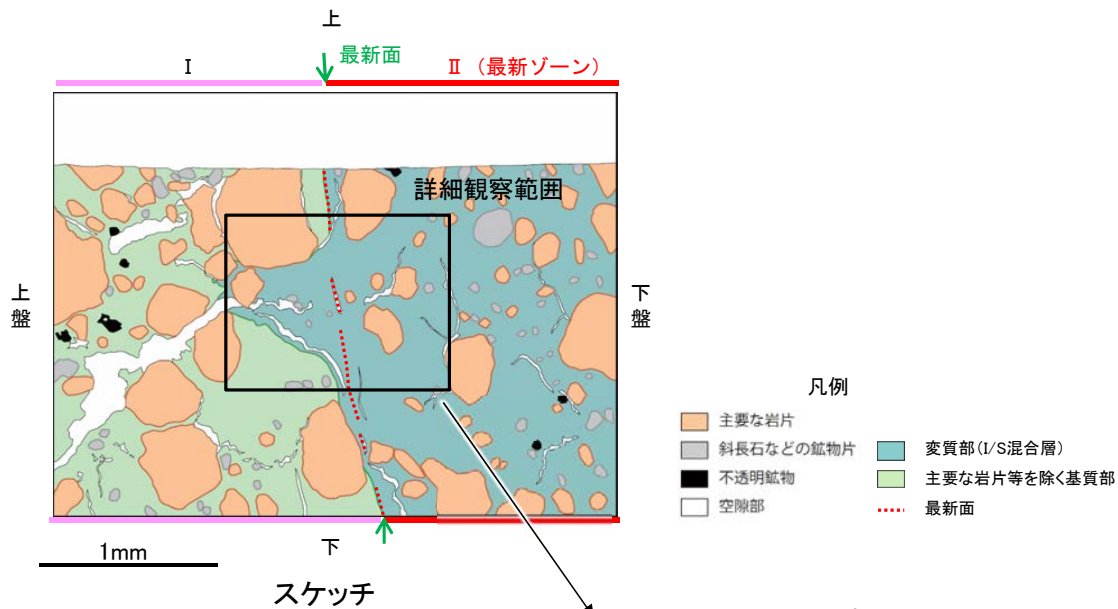 上
最新面
Ⅰ
Ⅱ（最新ゾーン）
詳細観察範囲
上盤
下盤
凡例
主要な岩片
斜長石などの鉱物片
不透明鉱物
空隙部
変質部(I/S混合層)
主要な岩片等を除く基質部
最新面
下
1mm
スケッチ